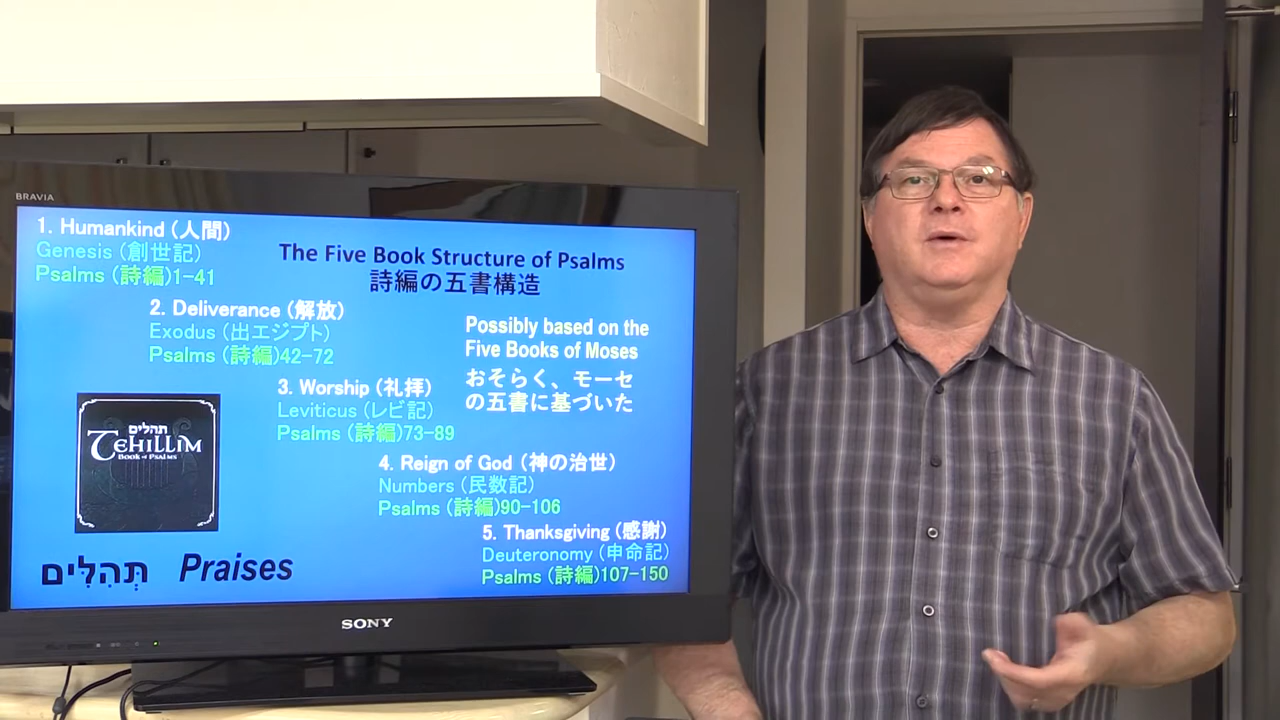 BRAVIA
1. Humankind (人間)
Genesis (創世記)
Psalms (詩編)1-41
The Five Book Structure of Psalms
詩編の五書構造
2. Deliverance (解放)
Exodus (出エジプト)
Psalms (詩編)42-72
Possibly based on the
Five Books of Moses
おそらく、モーセ
の五書に基づいた
3. Worship (礼拝)
Leviticus (レビ記)
Psalms (詩編)73-89
תהלים
TEHILLIM
BOOK of PSALMS
4. Reign of God (神の治世)
Numbers (民数記)
Psalms (詩編)90-106
5. Thanksgiving (感謝)
Deuteronomy (申命記)
Psalms (詩編)107-150
תְּהִלִּים Praises
SONY